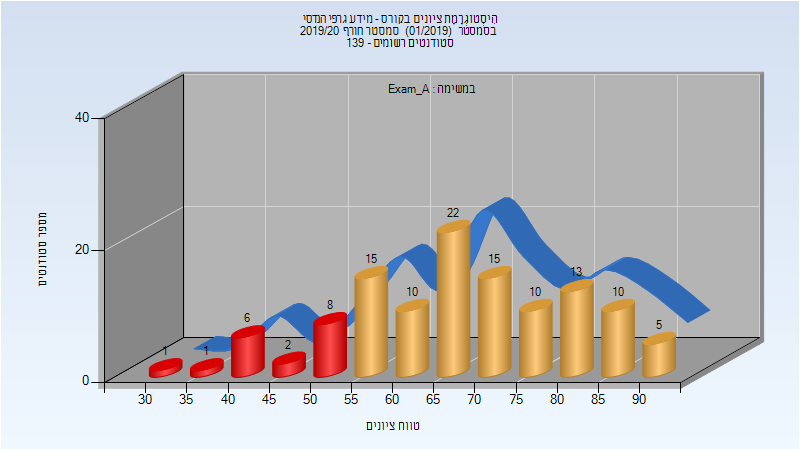 היסטוגרמת ציונים בקורס - מידע גרפי תנדסי
בסמסטר (01/2019) סמסטר חורף 2019/20
סטודנטים רשומים - 139
במשימה : Exam_A
מספר סטודנטים
40
20
0
1
1
6
2
8
15
10
22
15
10
13
10
5
30 35 40 45 50 55 60 65 70 75 80 85 90
טווח ציונים